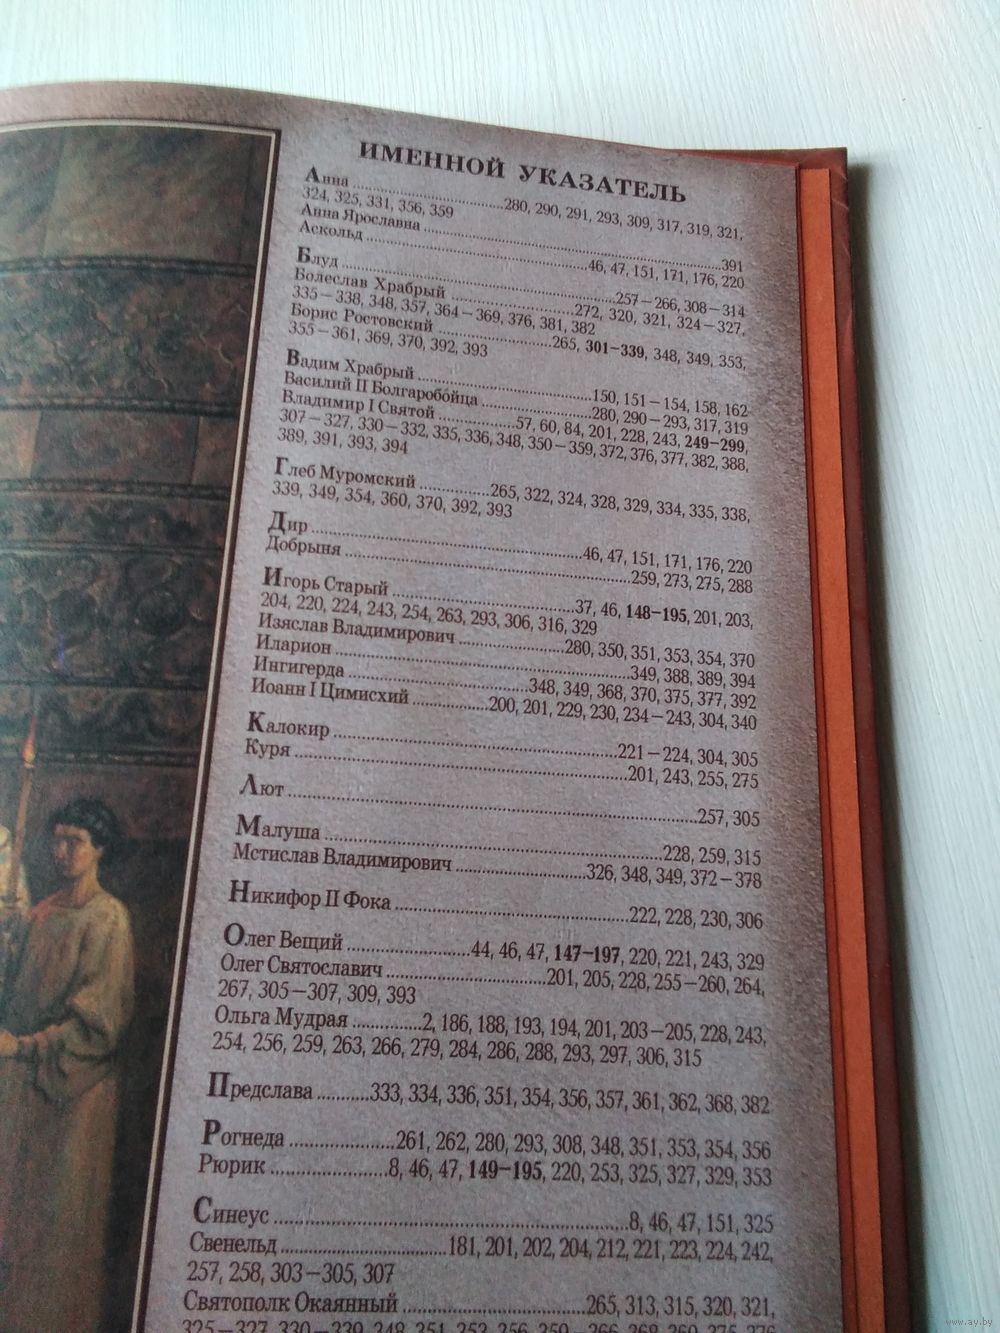 ИМЕННОЙ УКАЗАТЕЛЬ
Анна ..............................280, 290, 291, 293, 309, 317, 319, 321,
324, 325, 331, 356, 359
Анна Ярославна ..............................391
Аскольд ..............................46, 47, 151, 171, 176, 220
Блуд ..............................257—266, 308—314
Болеслав Храбрый ..............................272, 320, 321, 324—327,
335—338, 348, 357, 364—369, 376, 381, 382
Борис Ростовский ..............................265, 301–339, 348, 349, 353,
355—361, 369, 370, 392, 393
Вадим Храбрый ..............................150, 151—154, 158, 162
Василий II Болгаробойца ....................280, 290—293, 317, 319
Владимир I Святой ...............57, 60, 84, 201, 228, 243, 249–299,
307—327, 330—332, 335, 336, 348, 350—359, 372, 376, 377, 382, 388,
389, 391, 393, 394
Глеб Муромский ...............265, 322, 324, 328, 329, 334, 335, 338,
339, 349, 354, 360, 370, 392, 393
Дир ..............................46, 47, 151, 171, 176, 220
Добрыня ..............................259, 273, 275, 288
Игорь Старый ..............................37, 46, 148–195, 201, 203,
204, 220, 224, 243, 254, 263, 293, 306, 316, 329
Изяслав Владимирович ....................280, 350, 351, 353, 354, 370
Иларион ..............................349, 388, 389, 394
Ингигерда ..............................348, 349, 368, 370, 375, 377, 392
Иоанн I Цимисхий ...............200, 201, 229, 230, 234—243, 304, 340
Калокир ..............................221—224, 304, 305
Куря ..............................201, 243, 255, 275
Лют ..............................257, 305
Малуша ..............................228, 259, 315
Мстислав Владимирович ....................326, 348, 349, 372—378
Никифор II Фока ..............................222, 228, 230, 306
Олег Вещий ....................44, 46, 47, 147–197, 220, 221, 243, 329
Олег Святославич ..............................201, 205, 228, 255—260, 264,
267, 305—307, 309, 393
Ольга Мудрая ..............2, 186, 188, 193, 194, 201, 203—205, 228, 243,
254, 256, 259, 263, 266, 279, 284, 286, 288, 293, 297, 306, 315
Предслава ...........333, 334, 336, 351, 354, 356, 357, 361, 362, 368, 382
Рогнеда .....................261, 262, 280, 293, 308, 348, 351, 353, 354, 356
Рюрик .......................8, 46, 47, 149–195, 220, 253, 325, 327, 329, 353
Синеус ..............................8, 46, 47, 151, 325
Свенельд ..............................181, 201, 202, 204, 212, 221, 223, 224, 242,
257, 258, 303—305, 307
Святополк Окаянный ..............................265, 313, 315, 320, 321,
www.ay.by